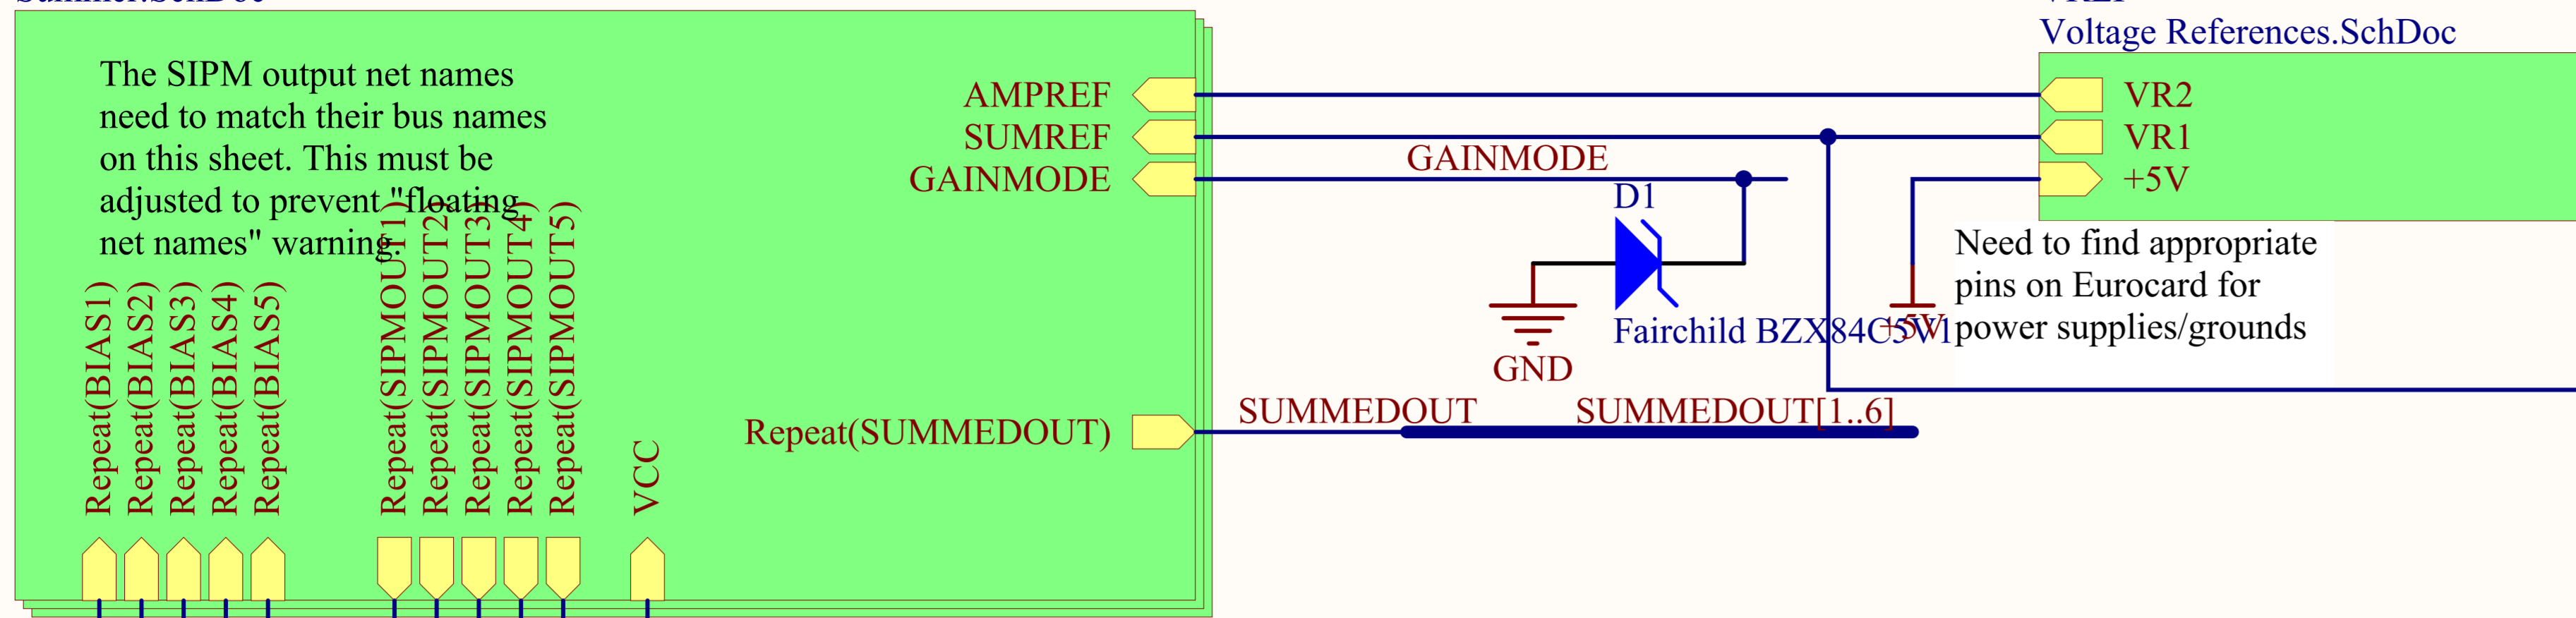 Summer.SchDoc
The SIPM output net names
need to match their bus names
on this sheet. This must be
adjusted to prevent "floating
net names" warning.
Repeat(BIAS1)
Repeat(BIAS2)
Repeat(BIAS3)
Repeat(BIAS4)
Repeat(BIAS5)
Repeat(SIPMOUT1)
Repeat(SIPMOUT2)
Repeat(SIPMOUT3)
Repeat(SIPMOUT4)
Repeat(SIPMOUT5)
VCC
AMPREF
SUMREF
GAINMODE
Repeat(SUMMEDOUT)
GAINMODE
D1
Fairchild BZX84C5V1
GND
SUMMEDOUT
SUMMEDOUT[1..6]
VREF
Voltage References.SchDoc
VR2
VR1
+5V
+5V
Need to find appropriate
pins on Eurocard for
power supplies/grounds